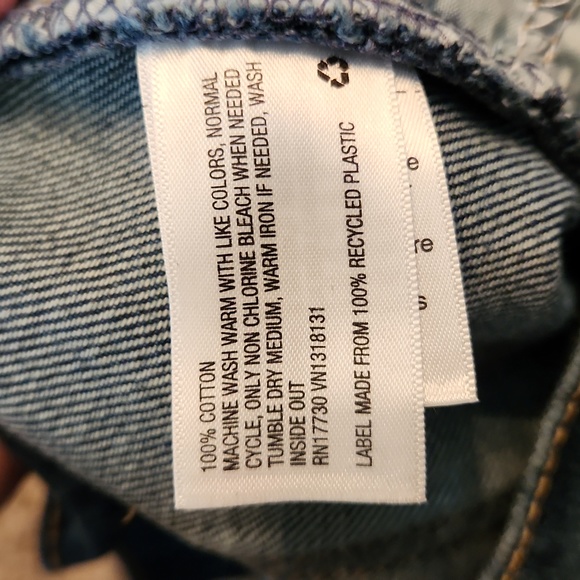 100% COTTON
MACHINE WASH WARM WITH LIKE COLORS, NORMAL
CYCLE, ONLY NON CHLORINE BLEACH WHEN NEEDED
TUMBLE DRY MEDIUM, WARM IRON IF NEEDED, WASH
INSIDE OUT
RN17730 VN1318131
LABEL MADE FROM 100% RECYCLED PLASTIC